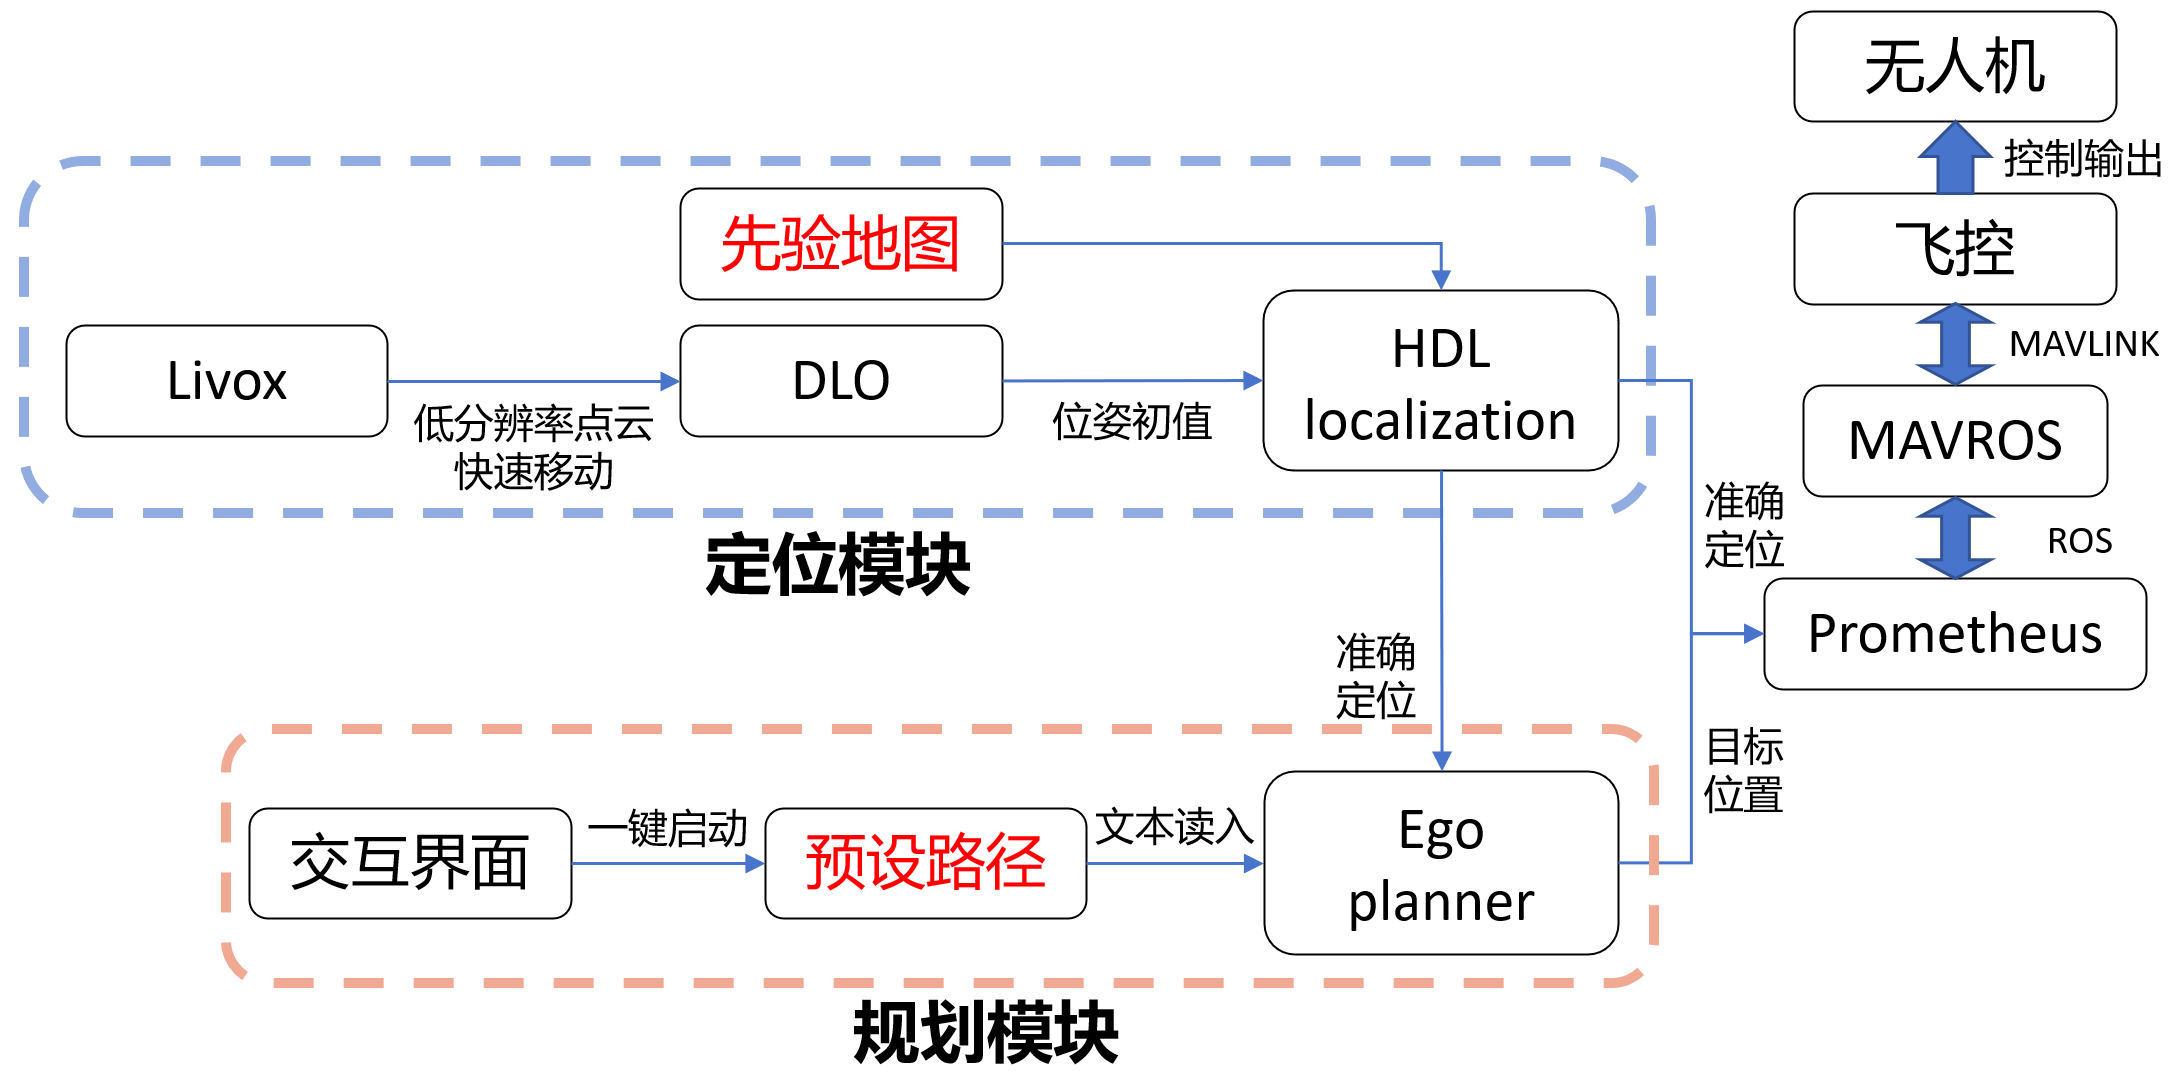 无人机
控制输出
先验地图
飞控
Livox
低分辨率点云
快速移动
DLO
位姿初值
HDL
localization
MAVLINK
MAVROS
准确
定位
ROS
定位模块
Prometheus
准确
定位
目标
位置
交互界面
一键启动
预设路径
文本读入
Ego
planner
规划模块